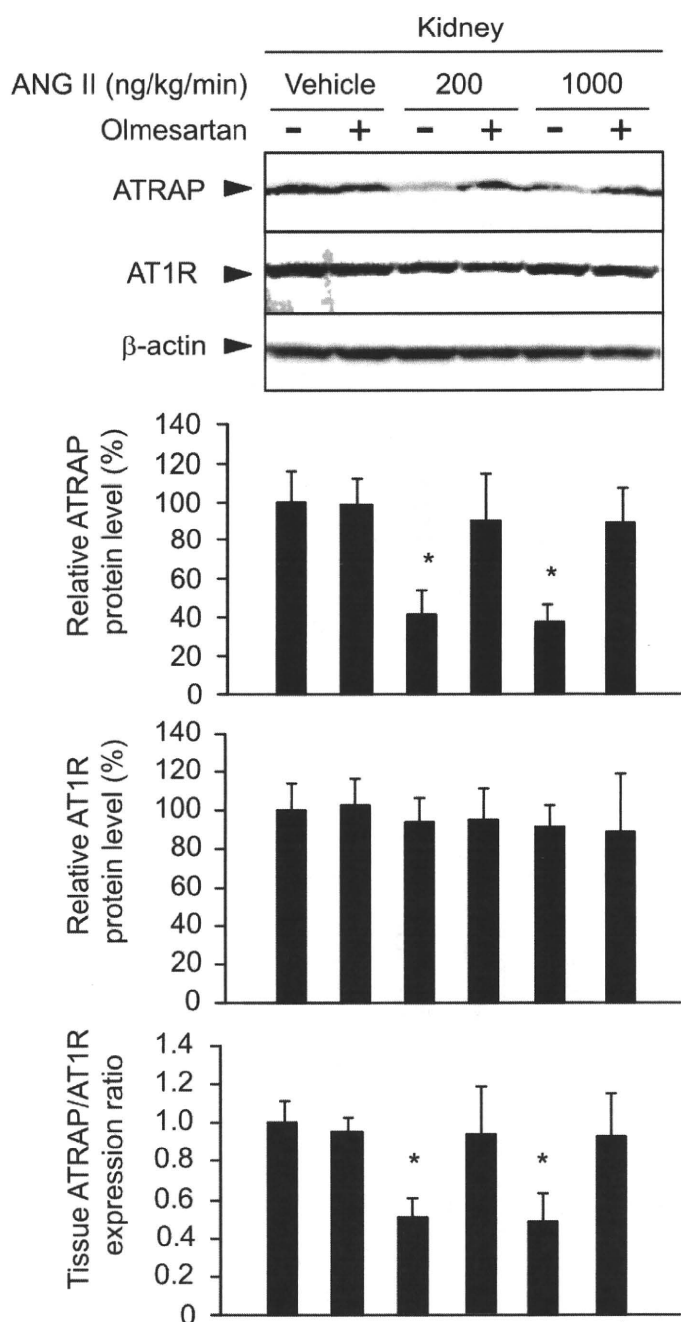 Kidney
ANG II (ng/kg/min) Vehicle 200 1000
Olmesartan - + - + - +
ATRAP
AT1R
β-actin
Relative ATRAP
protein level (%)
140
120
100
80
60
40
20
0
* *
Relative AT1R
protein level (%)
140
120
100
80
60
40
20
0
Tissue ATRAP/AT1R
expression ratio
1.4
1.2
1.0
0.8
0.6
0.4
0.2
0
* *